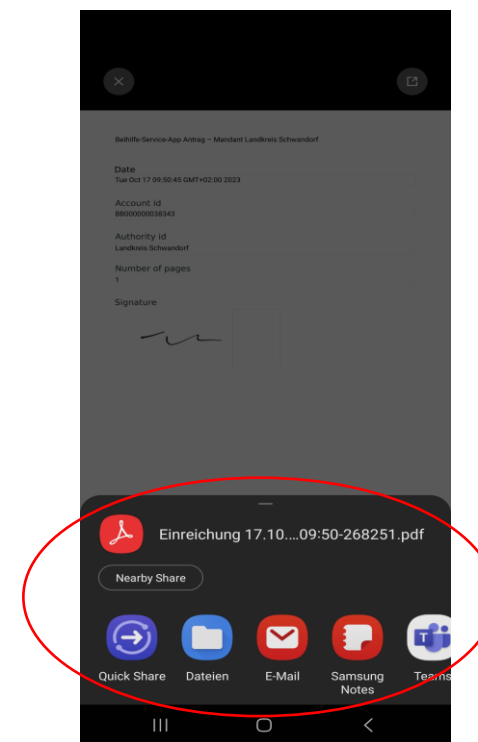 Beihilfe-Service-App Antrag – Mandant Landkreis Schwandorf
Date
Tue Oct 17 09:50:45 GMT+02:00 2023
Account id
BB000000038343
Authority id
Landkreis Schwandorf
Number of pages
1
Signature
Einreichung 17.10....09:50-268251.pdf
Nearby Share
Quick Share
Dateien
E-Mail
Samsung
Notes
Teams